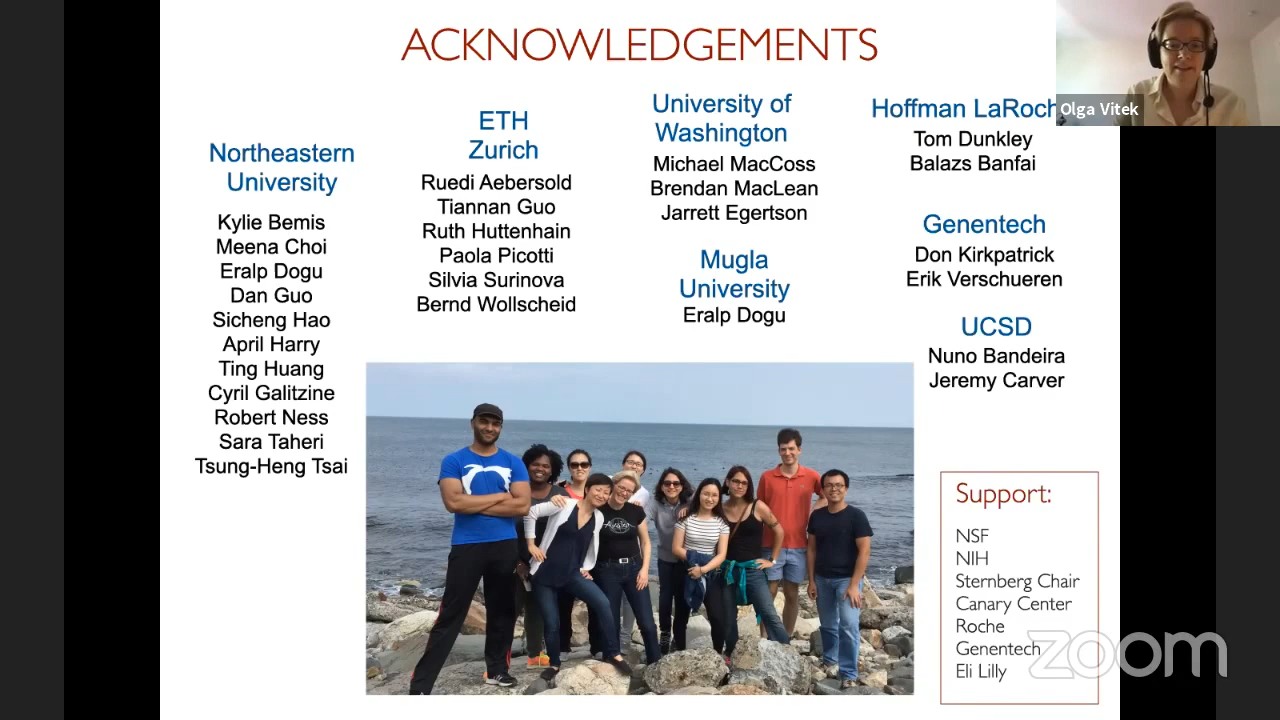 ACKNOWLEDGEMENTS
Northeastern
University
Kylie Bemis
Meena Choi
Eralp Dogu
Dan Guo
Sicheng Hao
April Harry
Ting Huang
Cyril Galitzine
Robert Ness
Sara Taheri
Tsung-Heng Tsai
ETH
Zurich
Ruedi Aebersold
Tiannan Guo
Ruth Huttenhain
Paola Picotti
Silvia Surinova
Bernd Wollscheid
University of
Washington
Michael MacCoss
Brendan MacLean
Jarrett Egertson
Mugla
University
Eralp Dogu
Hoffman LaRoch
Tom Dunkley
Balazs Banfai
Genentech
Don Kirkpatrick
Erik Verschueren
UCSD
Nuno Bandeira
Jeremy Carver
Support:
NSF
NIH
Sternberg Chair
Canary Center
Roche
Genentech
Eli Lilly
Olga Vitek
zoom